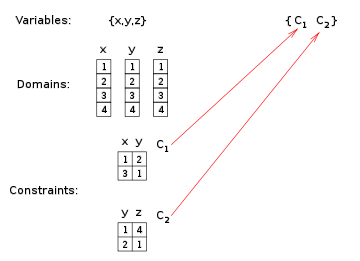 Variables: {x,y,z} { C1 C2 }
x y z
Domains:
1 1 1
2 2 2
3 3 3
4 4 4
x y C1
1 2
3 1
Constraints:
y z C2
1 4
2 1